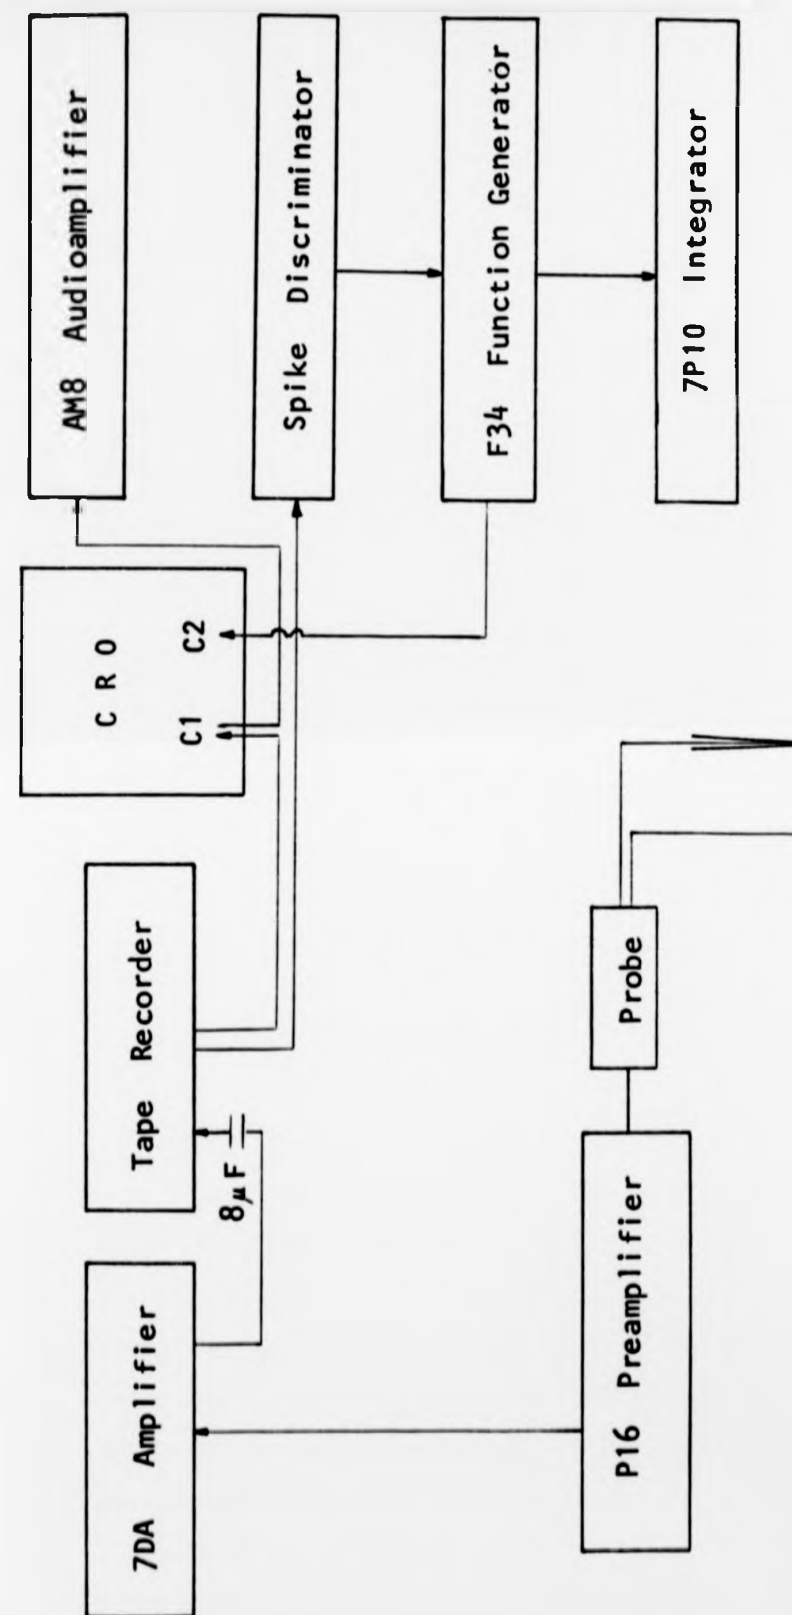 7DA Amplifier
Tape Recorder
C R O
C1 C2
AM8 Audioamplifier
8μF
Spike Discriminator
F34 Function Generator
P16 Preamplifier
Probe
7P10 Integrator